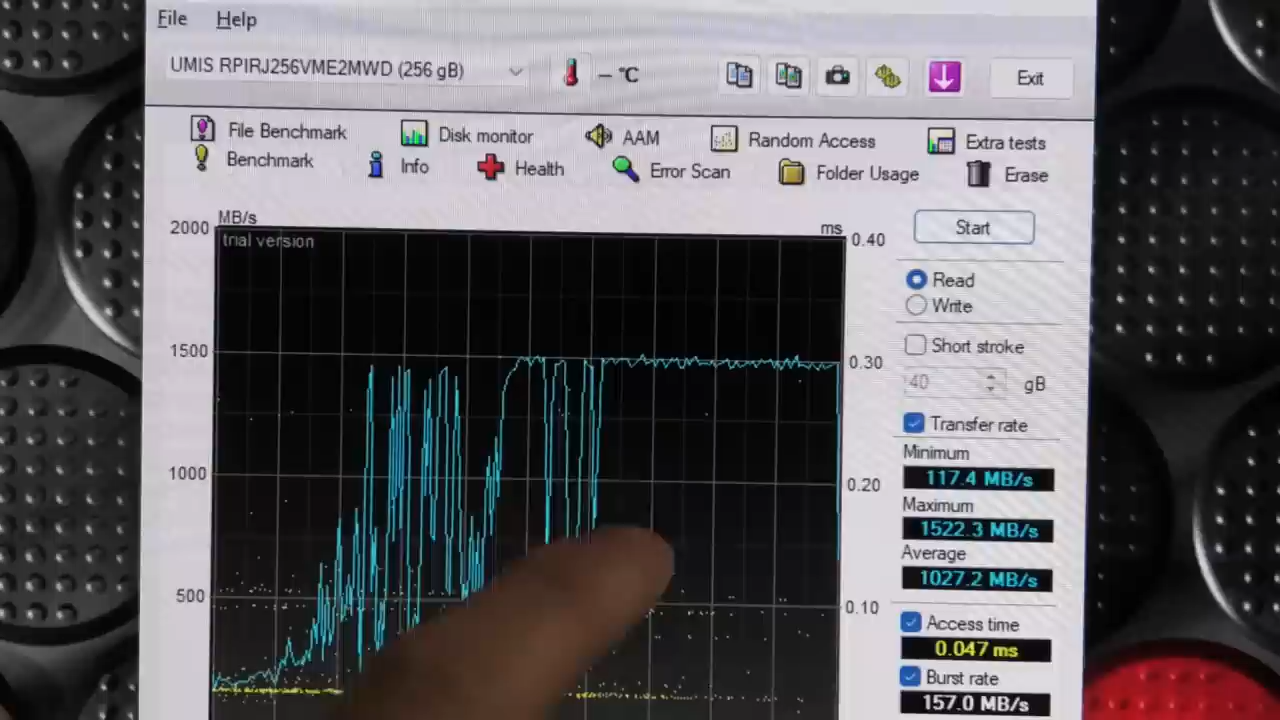 File Help
UMIS RPIRJ256VME2MWD (256 gB)
– °C
Exit
File Benchmark
Disk monitor
AAM
Random Access
Extra tests
Benchmark
Info
Health
Error Scan
Folder Usage
Erase
MB/s
ms
2000
1500
1000
500
trial version
0.40
0.30
0.20
0.10
Start
Read
Write
Short stroke
40 gB
Transfer rate
Minimum
117.4 MB/s
Maximum
1522.3 MB/s
Average
1027.2 MB/s
Access time
0.047 ms
Burst rate
157.0 MB/s